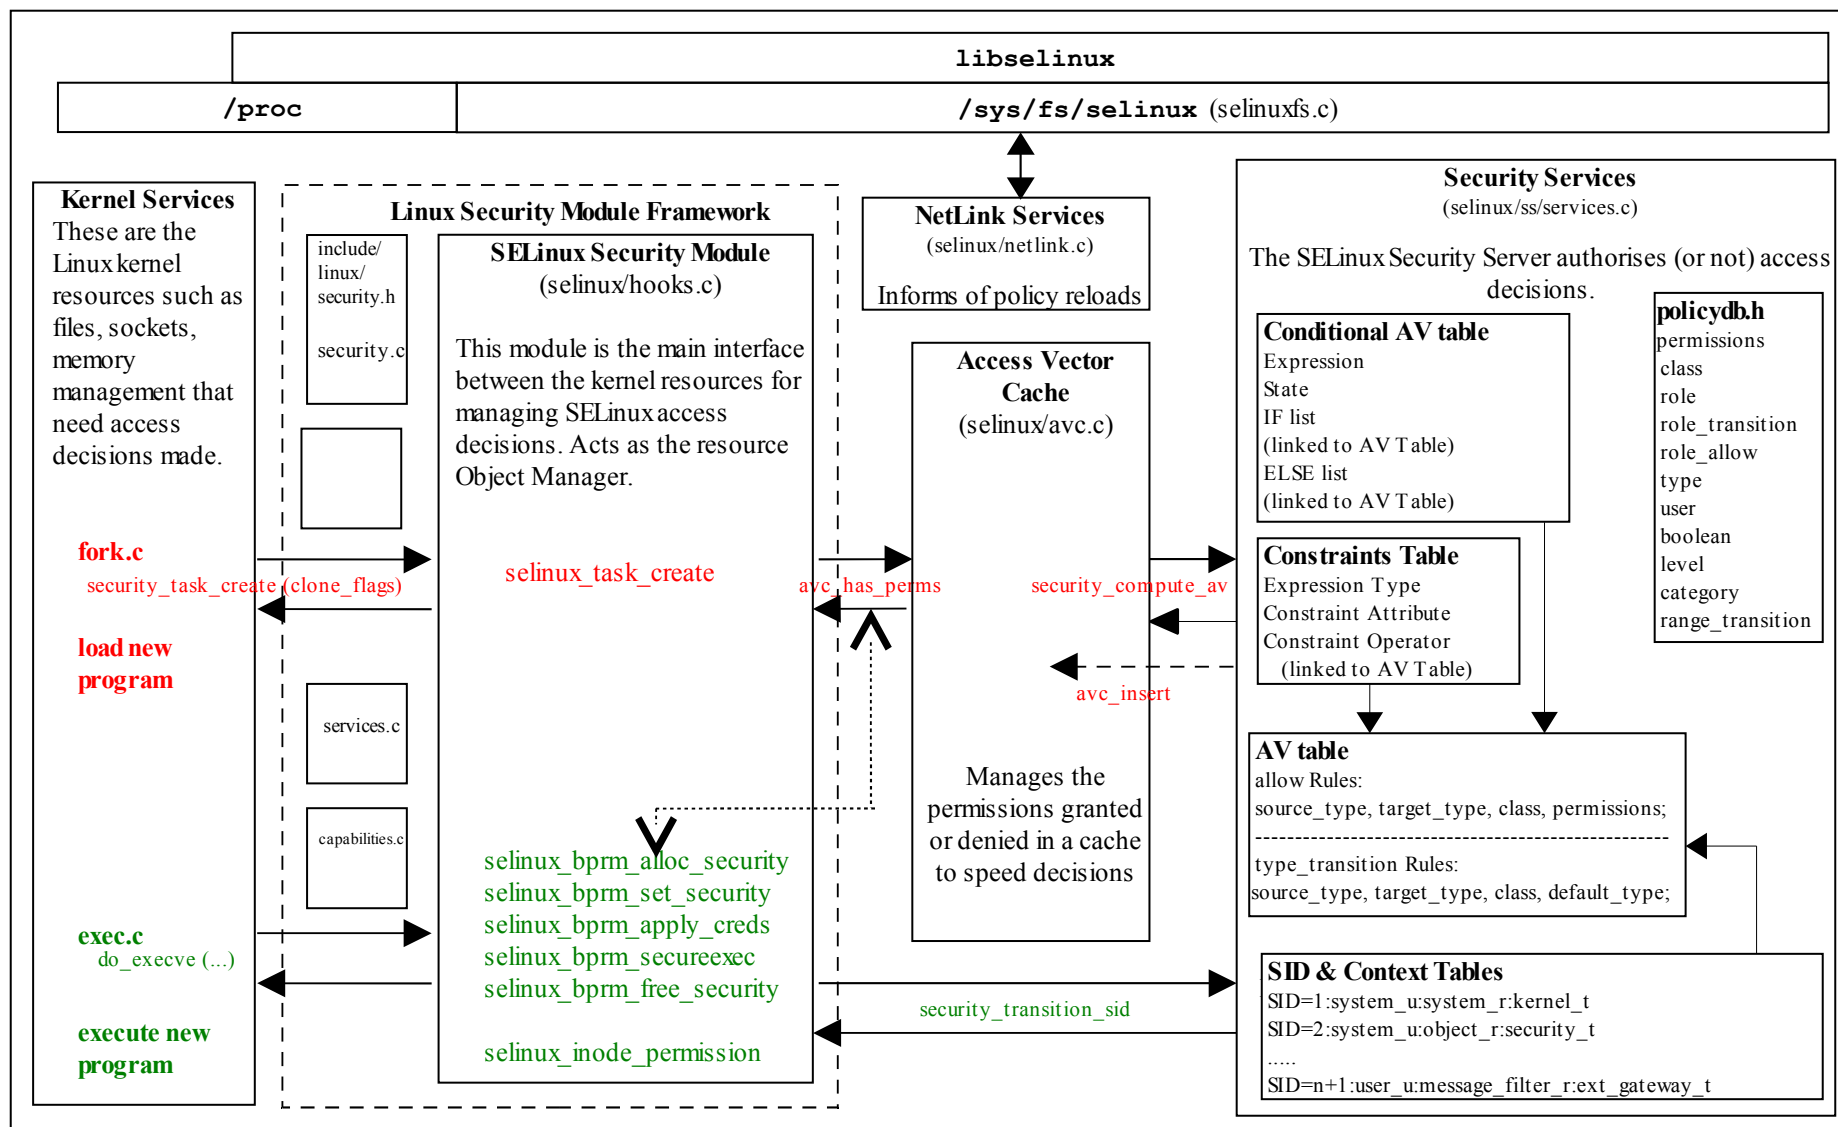 libselinux
/proc
/sys/fs/selinux (selinuxfs.c)
Kernel Services
These are the
Linux kernel
resources such as
files, sockets,
memory
management that
need access
decisions made.
fork.c
security_task_create (clone_flags)
load new
program
exec.c
do_execve (...)
execute new
program
Linux Security Module Framework
include/
linux/
security.h
security.c
services.c
capabilities.c
SELinux Security Module
(selinux/hooks.c)
This module is the main interface
between the kernel resources for
managing SELinux access
decisions. Acts as the resource
Object Manager.
selinux_task_create
selinux_bprm_alloc_security
selinux_bprm_set_security
selinux_bprm_apply_creds
selinux_bprm_secureexec
selinux_bprm_free_security
selinux_inode_permission
avc_has_perms
NetLink Services
(selinux/netlink.c)
Informs of policy reloads
Access Vector
Cache
(selinux/avc.c)
Manages the
permissions granted
or denied in a cache
to speed decisions
security_compute_av
avc_insert
security_transition_sid
Security Services
(selinux/ss/services.c)
The SELinux Security Server authorises (or not) access
decisions.
Conditional AV table
Expression
State
IF list
(linked to AV Table)
ELSE list
(linked to AV Table)
Constraints Table
Expression Type
Constraint Attribute
Constraint Operator
(linked to AV Table)
policydb.h
permissions
class
role
role_transition
role_allow
type
user
boolean
level
category
range_transition
AV table
allow Rules:
source_type, target_type, class, permissions;
----------------------------------------------------
type_transition Rules:
source_type, target_type, class, default_type;
SID & Context Tables
SID=1:system_u:system_r:kernel_t
SID=2:system_u:object_r:security_t
.....
SID=n+1:user_u:message_filter_r:ext_gateway_t